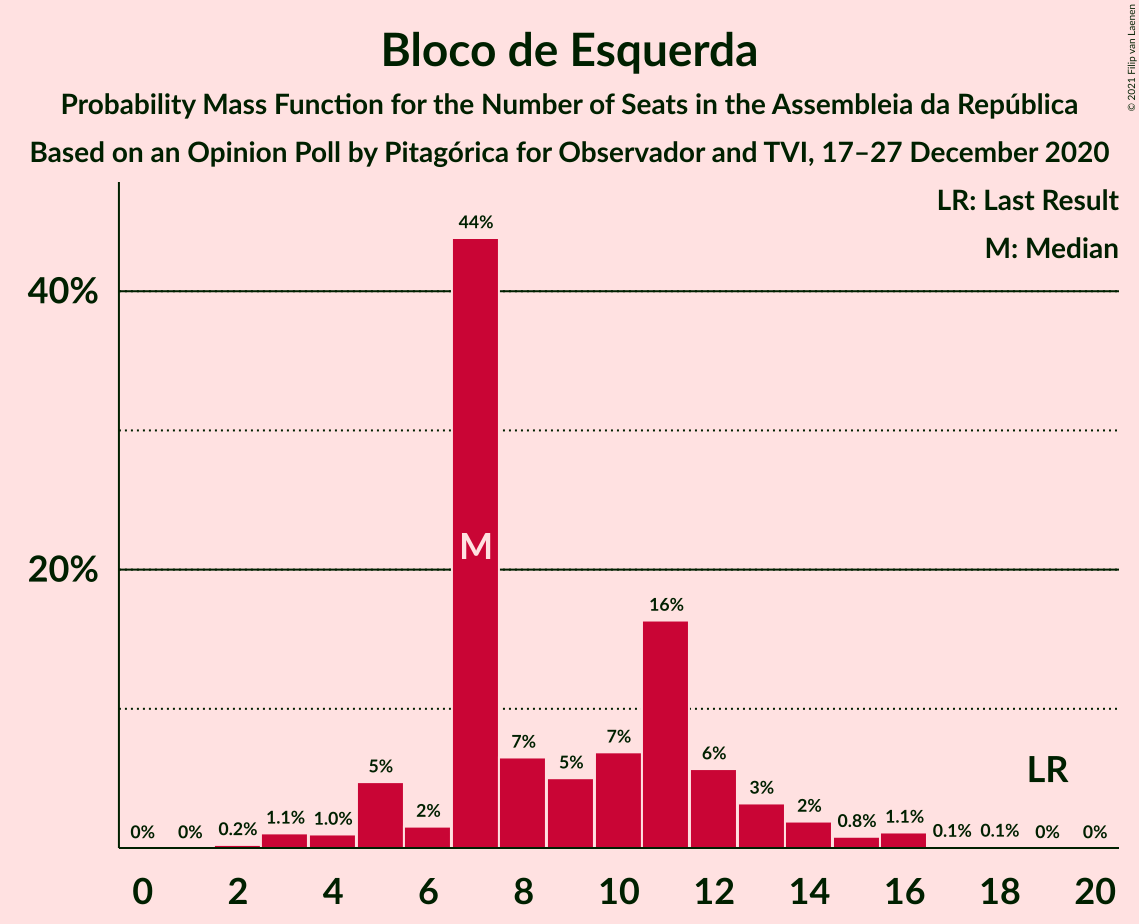 Bloco de Esquerda
Probability Mass Function for the Number of Seats in the Assembleia da República
Based on an Opinion Poll by Pitagórica for Observador and TVI, 17–27 December 2020
© 2021 Filip van Laenen
LR: Last Result
M: Median
40%
20%
0% 0% 0.2% 1.1% 1.0% 5% 2% 44% 7% 5% 7% 16% 6% 3% 2% 0.8% 1.1% 0.1% 0.1% 0% 0%
M
LR
0 2 4 6 8 10 12 14 16 18 20